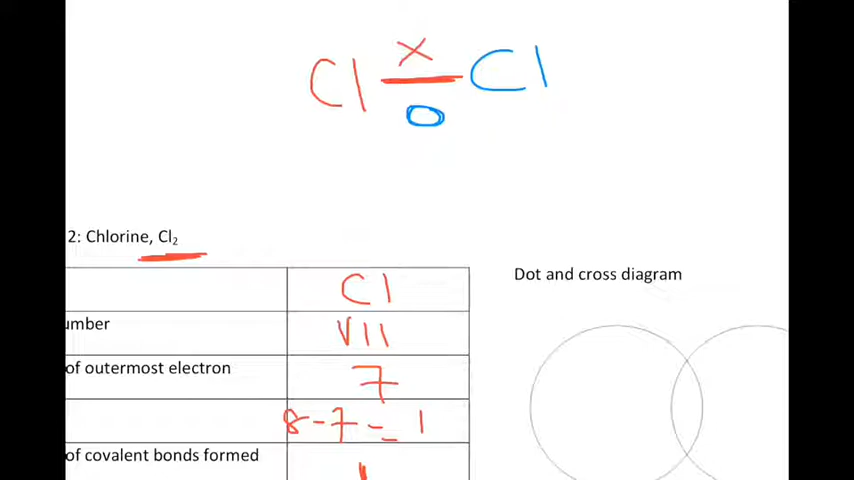 x
Cl — Cl
o
2: Chlorine, Cl₂
Cl
umber VII
of outermost electron 7
8 - 7 = 1
of covalent bonds formed 1
Dot and cross diagram